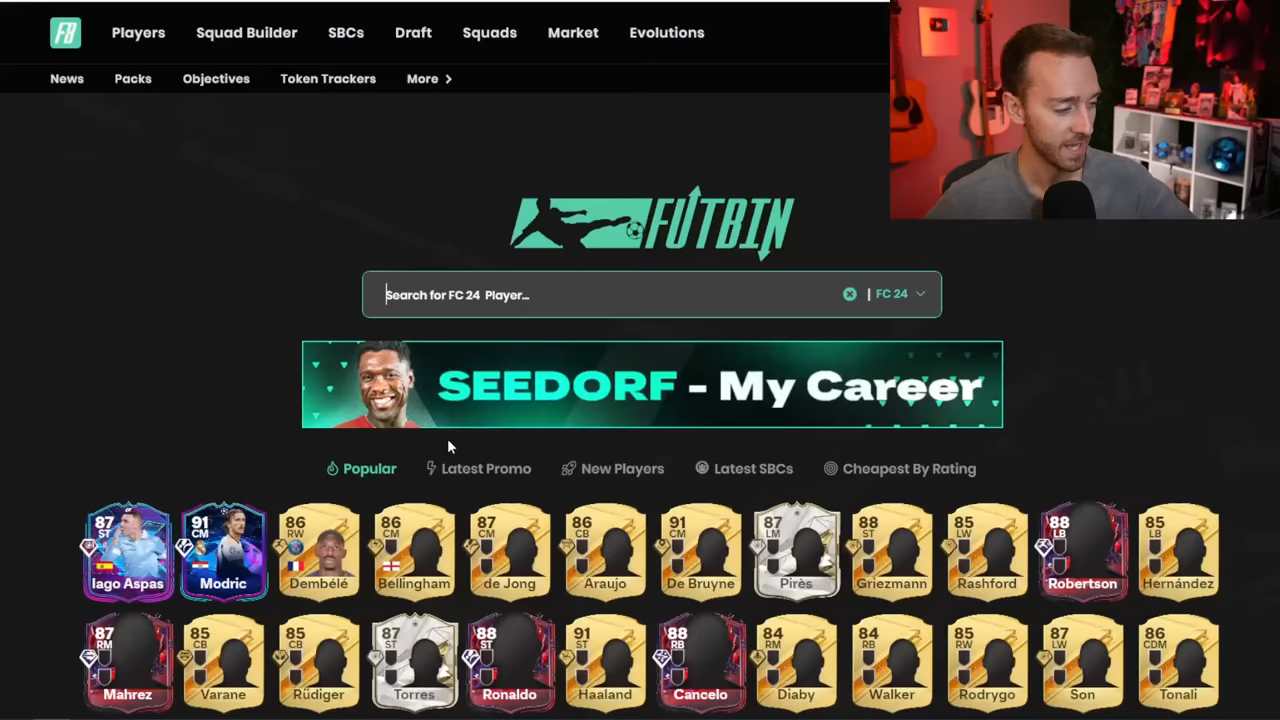 FB Players Squad Builder SBCs Draft Squads Market Evolutions
News Packs Objectives Token Trackers More
FUTBIN
Search for FC 24 Player...
| FC 24
SEEDORF - My Career
Popular Latest Promo New Players Latest SBCs Cheapest By Rating
87 91 86 86 87 86 91 87 88 85 88 85
ST CM RW CM CM CB CM LM ST LW LB LB
Iago Aspas Modric Dembélé Bellingham de Jong Araujo De Bruyne Pirès Griezmann Rashford Robertson Hernández
87 85 85 87 88 91 88 84 84 85 87 86
RM CB CB ST ST ST RB RM RB RW LW CDM
Mahrez Varane Rüdiger Torres Ronaldo Haaland Cancelo Diaby Walker Rodrygo Son Tonali